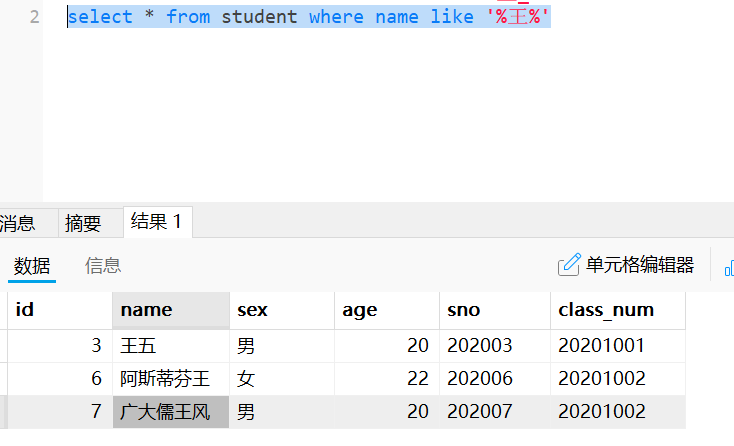 2 select * from student where name like '%王%'
消息 摘要 结果 1
数据 信息 单元格编辑器
id name sex age sno class_num
3 王五 男 20 202003 20201001
6 阿斯蒂芬王 女 22 202006 20201002
7 广大儒王风 男 20 202007 20201002